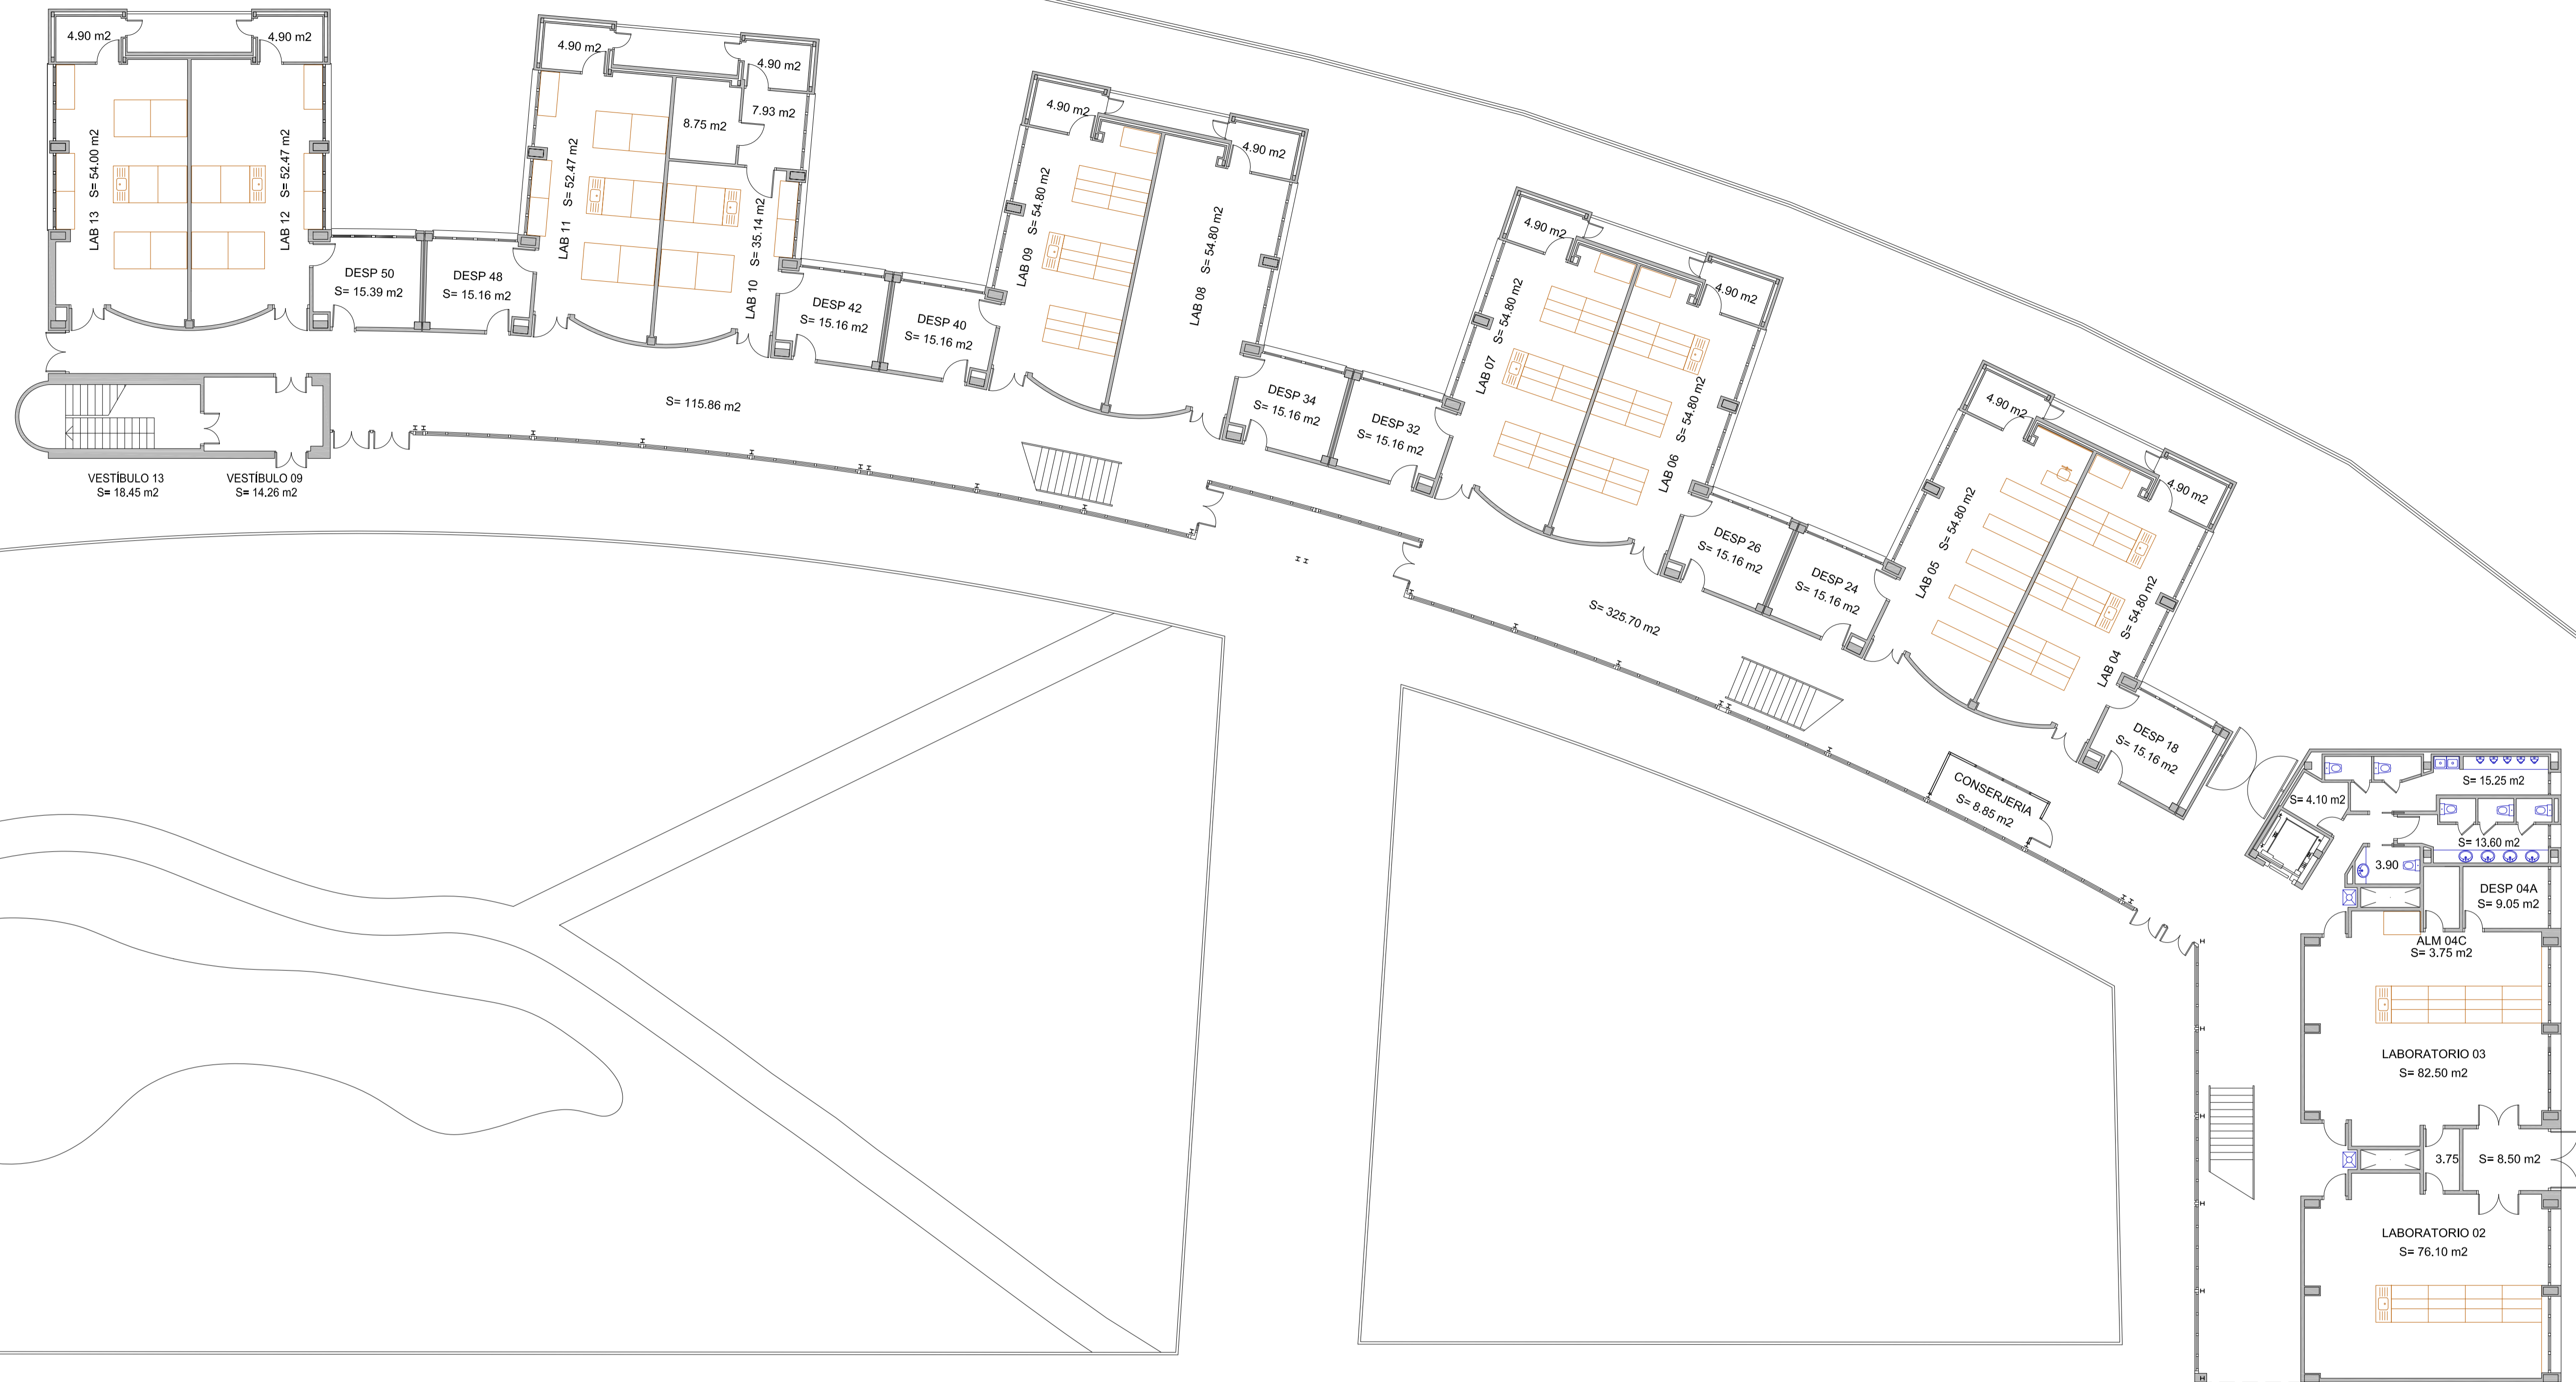 4.90 m2
4.90 m2
LAB 13 S= 54.00 m2
LAB 12 S= 52.47 m2
DESP 50
S= 15.39 m2
DESP 48
S= 15.16 m2
VESTÍBULO 13
S= 18.45 m2
VESTÍBULO 09
S= 14.26 m2
4.90 m2
4.90 m2
8.75 m2
7.93 m2
LAB 11 S= 52.47 m2
LAB 10 S= 35.14 m2
DESP 42
S= 15.16 m2
DESP 40
S= 15.16 m2
S= 115.86 m2
4.90 m2
4.90 m2
LAB 09 S= 54.80 m2
LAB 08 S= 54.80 m2
DESP 34
S= 15.16 m2
DESP 32
S= 15.16 m2
4.90 m2
4.90 m2
LAB 07 S= 54.80 m2
LAB 06 S= 54.80 m2
DESP 26
S= 15.16 m2
DESP 24
S= 15.16 m2
S= 325.70 m2
4.90 m2
4.90 m2
LAB 05 S= 54.80 m2
LAB 04 S= 54.80 m2
DESP 18
S= 15.16 m2
CONSERJERIA
S= 8.85 m2
S= 15.25 m2
S= 4.10 m2
S= 13.60 m2
3.90
DESP 04A
S= 9.05 m2
ALM 04C
S= 3.75 m2
LABORATORIO 03
S= 82.50 m2
3.75
S= 8.50 m2
LABORATORIO 02
S= 76.10 m2